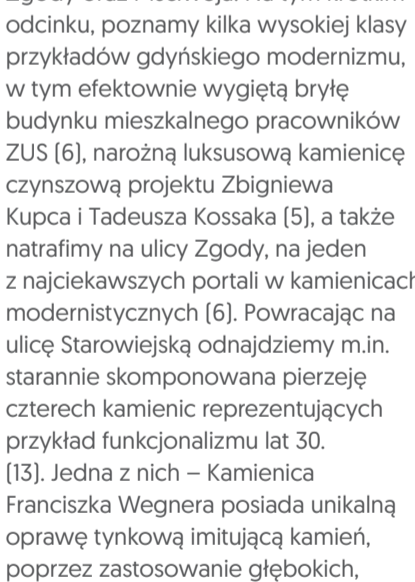 odcinku, poznamy kilka wysokiej klasy
przykładów gdyńskiego modernizmu,
w tym efektownie wygiętą bryłę
budynku mieszkalnego pracowników
ZUS (6), narożną luksusową kamienicę
czynszową projektu Zbigniewa
Kupca i Tadeusza Kossaka (5), a także
natrafimy na ulicy Zgody, na jeden
z najciekawszych portali w kamienicach
modernistycznych (6). Powracając na
ulicę Starowiejską odnajdziemy m.in.
starannie skomponowana pierzeję
czterech kamienic reprezentujących
przykład funkcjonalizmu lat 30.
(13). Jedna z nich – Kamienica
Franciszka Wegnera posiada unikalną
oprawę tynkową imitującą kamień,
poprzez zastosowanie głębokich,